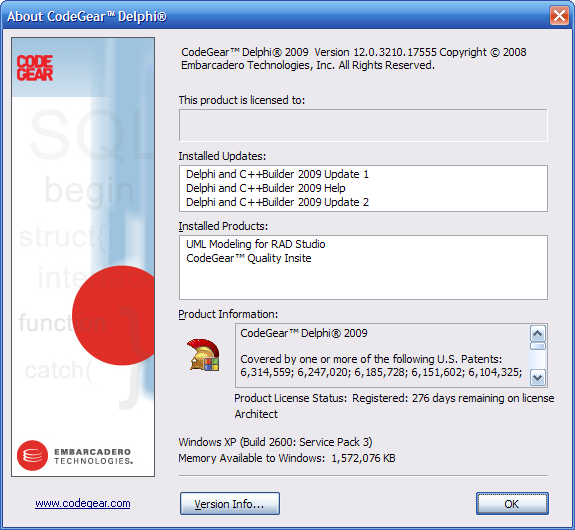 About CodeGear™ Delphi®
CODE
GEAR
CodeGear™ Delphi® 2009 Version 12.0.3210.17555 Copyright © 2008
Embarcadero Technologies, Inc. All Rights Reserved.
This product is licensed to:
SQL
begin
struct{
inte
function
}
catch(
Installed Updates:
Delphi and C++Builder 2009 Update 1
Delphi and C++Builder 2009 Help
Delphi and C++Builder 2009 Update 2
Installed Products:
UML Modeling for RAD Studio
CodeGear™ Quality Insite
Product Information:
CodeGear™ Delphi® 2009
Covered by one or more of the following U.S. Patents:
6,314,559; 6,247,020; 6,185,728; 6,151,602; 6,104,325;
Product License Status: Registered: 276 days remaining on license
Architect
EMBARCADERO
TECHNOLOGIES®
Windows XP (Build 2600: Service Pack 3)
Memory Available to Windows: 1,572,076 KB
www.codegear.com
Version Info...
OK